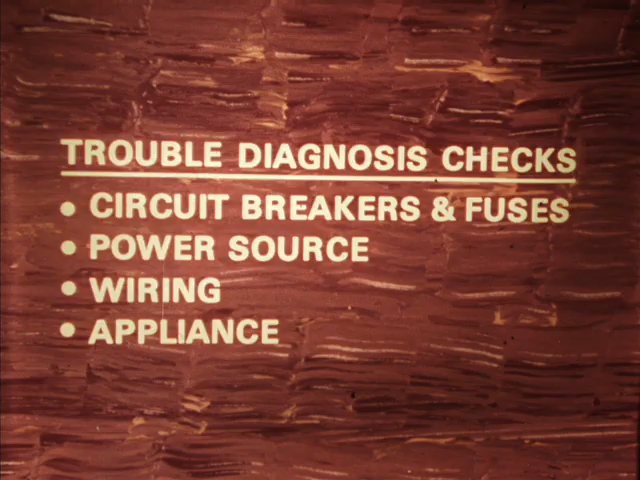 TROUBLE DIAGNOSIS CHECKS
• CIRCUIT BREAKERS & FUSES
• POWER SOURCE
• WIRING
• APPLIANCE